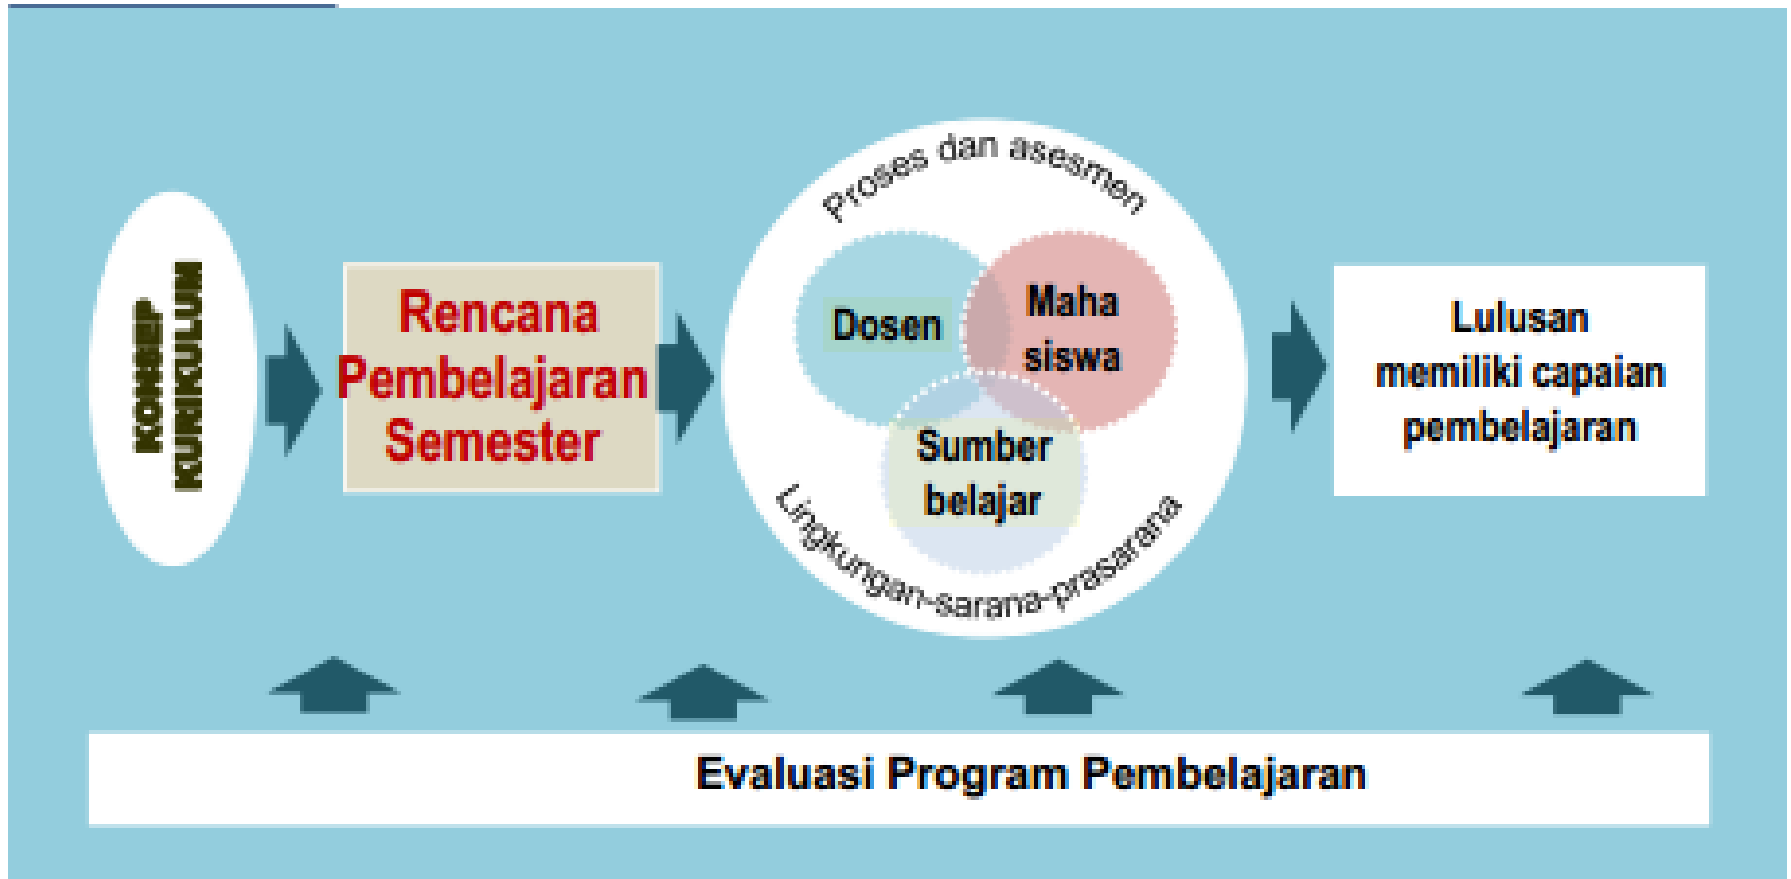 KONSEP
KURIKULUM
Rencana
Pembelajaran
Semester
Proses dan asesmen
Dosen
Maha
siswa
Sumber
belajar
Lingkungan-sarana-prasarana
Lulusan
memiliki capaian
pembelajaran
Evaluasi Program Pembelajaran